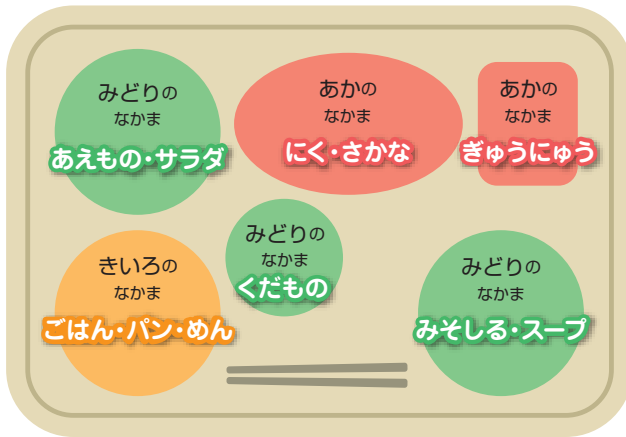 みどりの
なかま
あえもの・サラダ
あかの
なかま
にく・さかな
あかの
なかま
ぎゅうにゅう
みどりの
なかま
くだもの
きいろの
なかま
ごはん・パン・めん
みどりの
なかま
みそしる・スープ